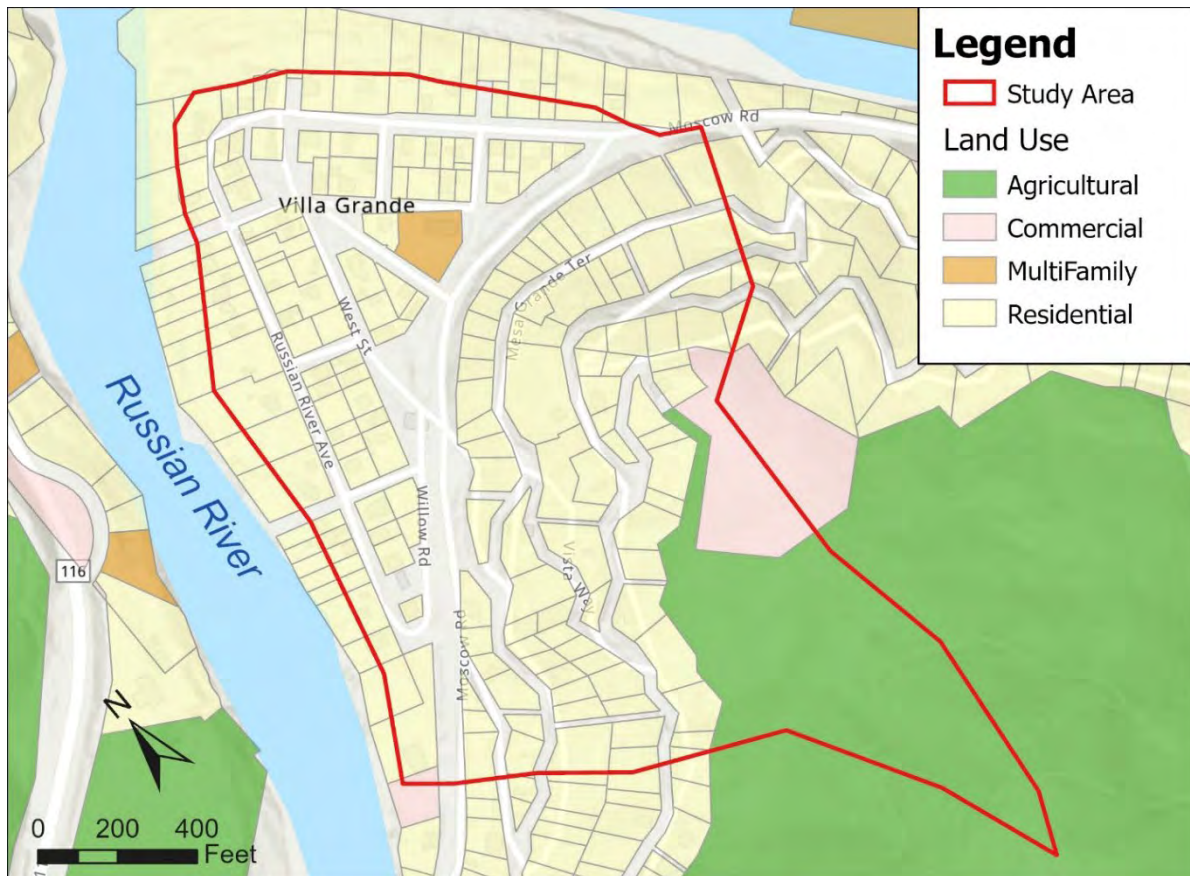 Legend
Study Area
Land Use
Agricultural
Commercial
MultiFamily
Residential
Moscow Rd
Villa Grande
Mesa Grande Ter
West St
Russian River Ave
Russian River
Willow Rd
Vista Way
116
Moscow Rd
N
0 200 400
Feet